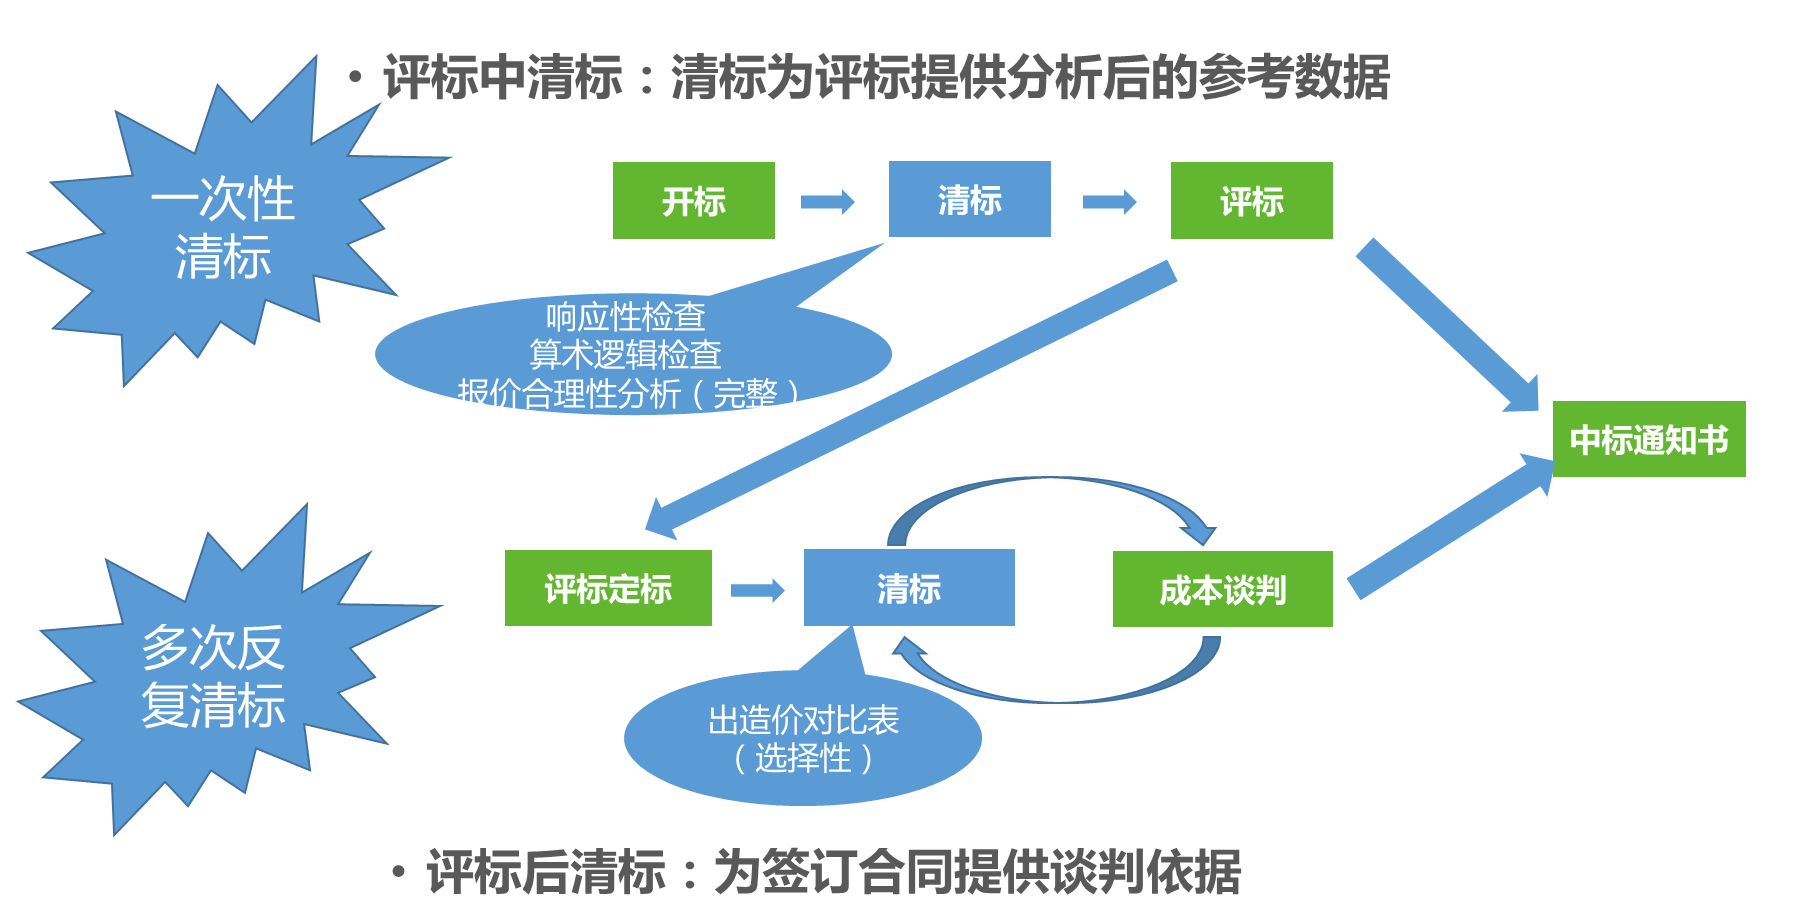 • 评标中清标：清标为评标提供分析后的参考数据
一次性
清标
开标
清标
评标
响应性检查
算术逻辑检查
报价合理性分析（完整）
中标通知书
评标定标
清标
成本谈判
多次反
复清标
出造价对比表
（选择性）
• 评标后清标：为签订合同提供谈判依据